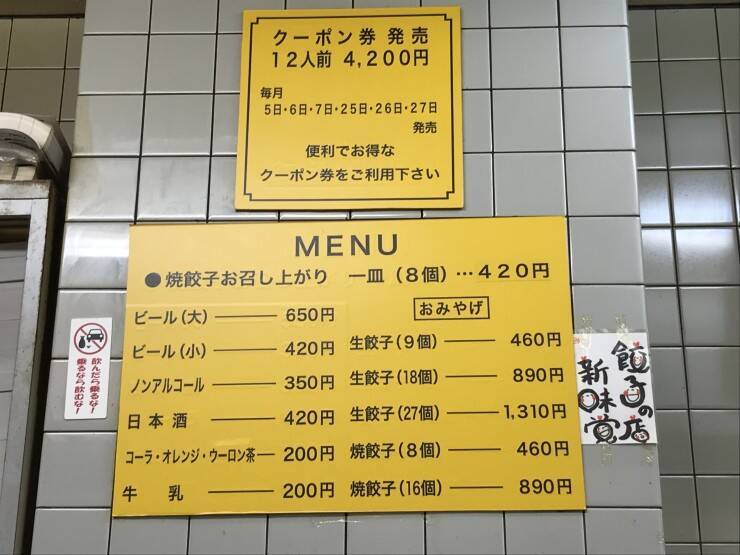 クーポン券 発売
12人前 4,200円
毎月
5日・6日・7日・25日・26日・27日
発売
便利でお得な
クーポン券をご利用下さい
MENU
●焼餃子お召し上がり 一皿（8個）…420円
ビール(大) 650円
ビール(小) 420円
ノンアルコール 350円
日本酒 420円
コーラ・オレンジ・ウーロン茶 200円
牛乳 200円
おみやげ
生餃子(9個) 460円
生餃子(18個) 890円
生餃子(27個) 1,310円
焼餃子(8個) 460円
焼餃子(16個) 890円
飲んだら乗るな!
乗るなら飲むな!
餃子の店
新味覚